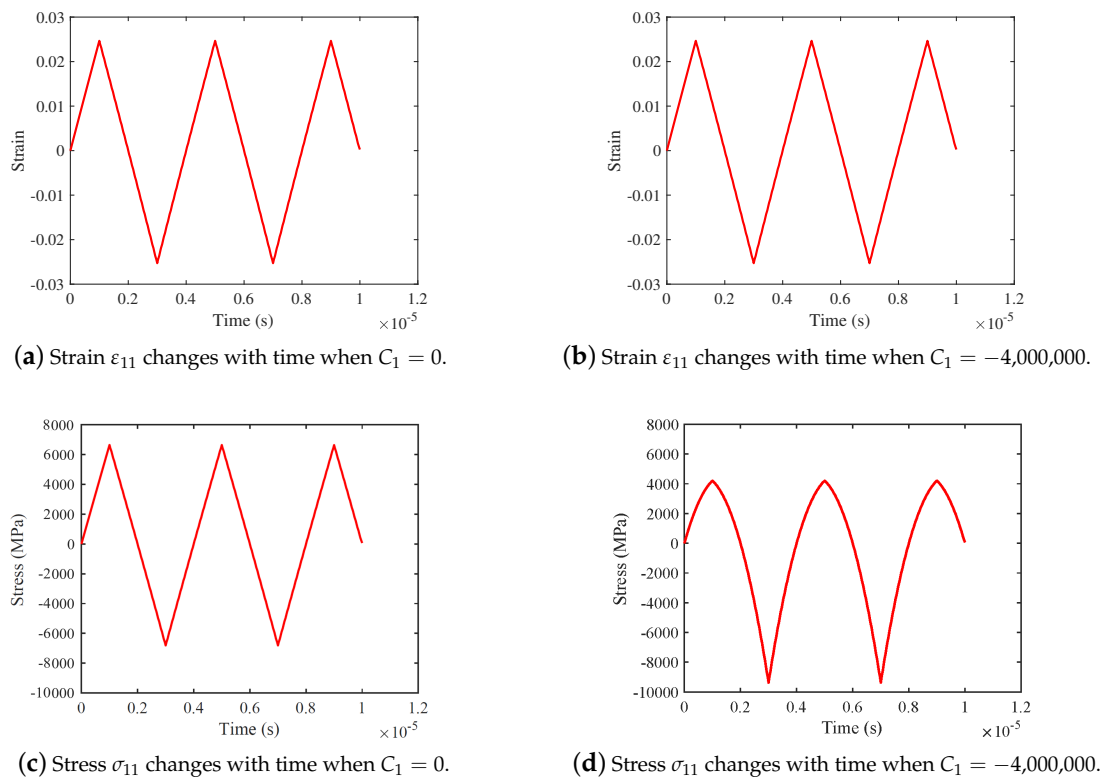 0.03
0.02
0.01
0
-0.01
-0.02
-0.03
Strain
0 0.2 0.4 0.6 0.8 1 1.2
Time (s)
×10⁻⁵
(a) Strain ε₁₁ changes with time when C₁ = 0.
0.03
0.02
0.01
0
-0.01
-0.02
-0.03
Strain
0 0.2 0.4 0.6 0.8 1 1.2
Time (s)
×10⁻⁵
(b) Strain ε₁₁ changes with time when C₁ = −4,000,000.
8000
6000
4000
2000
0
-2000
-4000
-6000
-8000
-10000
Stress (MPa)
0 0.2 0.4 0.6 0.8 1 1.2
Time (s)
×10⁻⁵
(c) Stress σ₁₁ changes with time when C₁ = 0.
8000
6000
4000
2000
0
-2000
-4000
-6000
-8000
-10000
Stress (MPa)
0 0.2 0.4 0.6 0.8 1 1.2
Time (s)
×10⁻⁵
(d) Stress σ₁₁ changes with time when C₁ = −4,000,000.